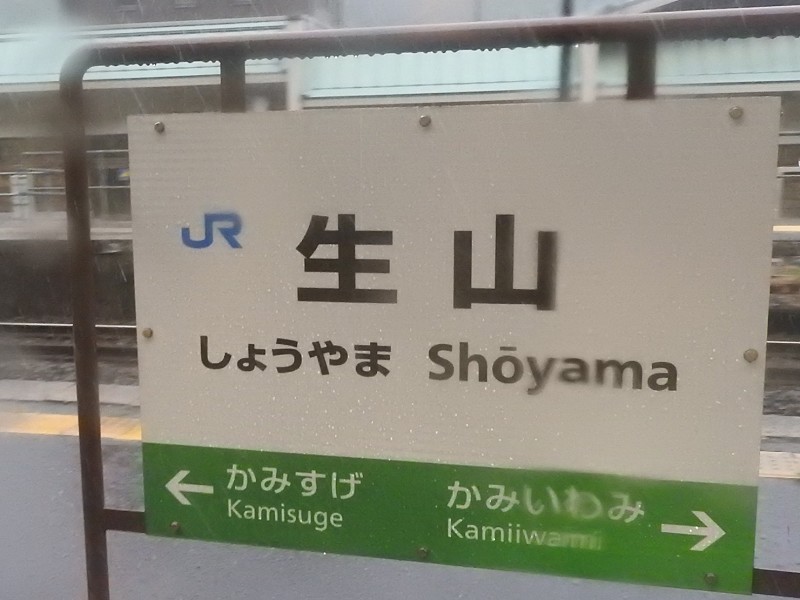 JR 生山
しょうやま Shōyama
← かみすげ かみいわみ →
Kamisuge Kamiiwami